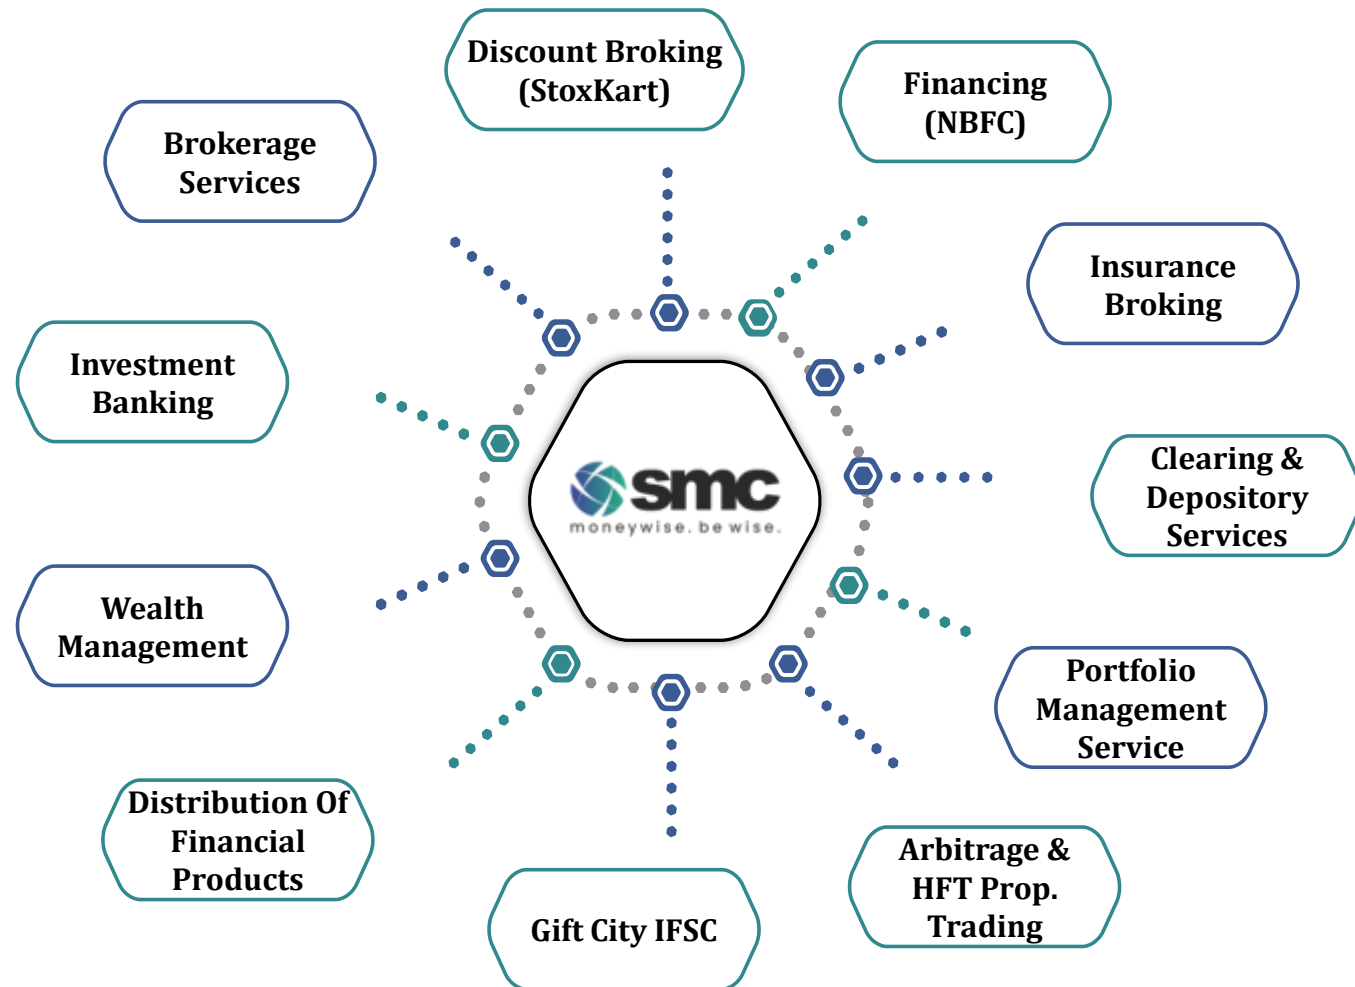 Discount Broking
(StoxKart)
Financing
(NBFC)
Brokerage
Services
Insurance
Broking
Investment
Banking
Clearing &
Depository
Services
smc
moneywise. be wise.
Wealth
Management
Portfolio
Management
Service
Distribution Of
Financial
Products
Arbitrage &
HFT Prop.
Trading
Gift City IFSC